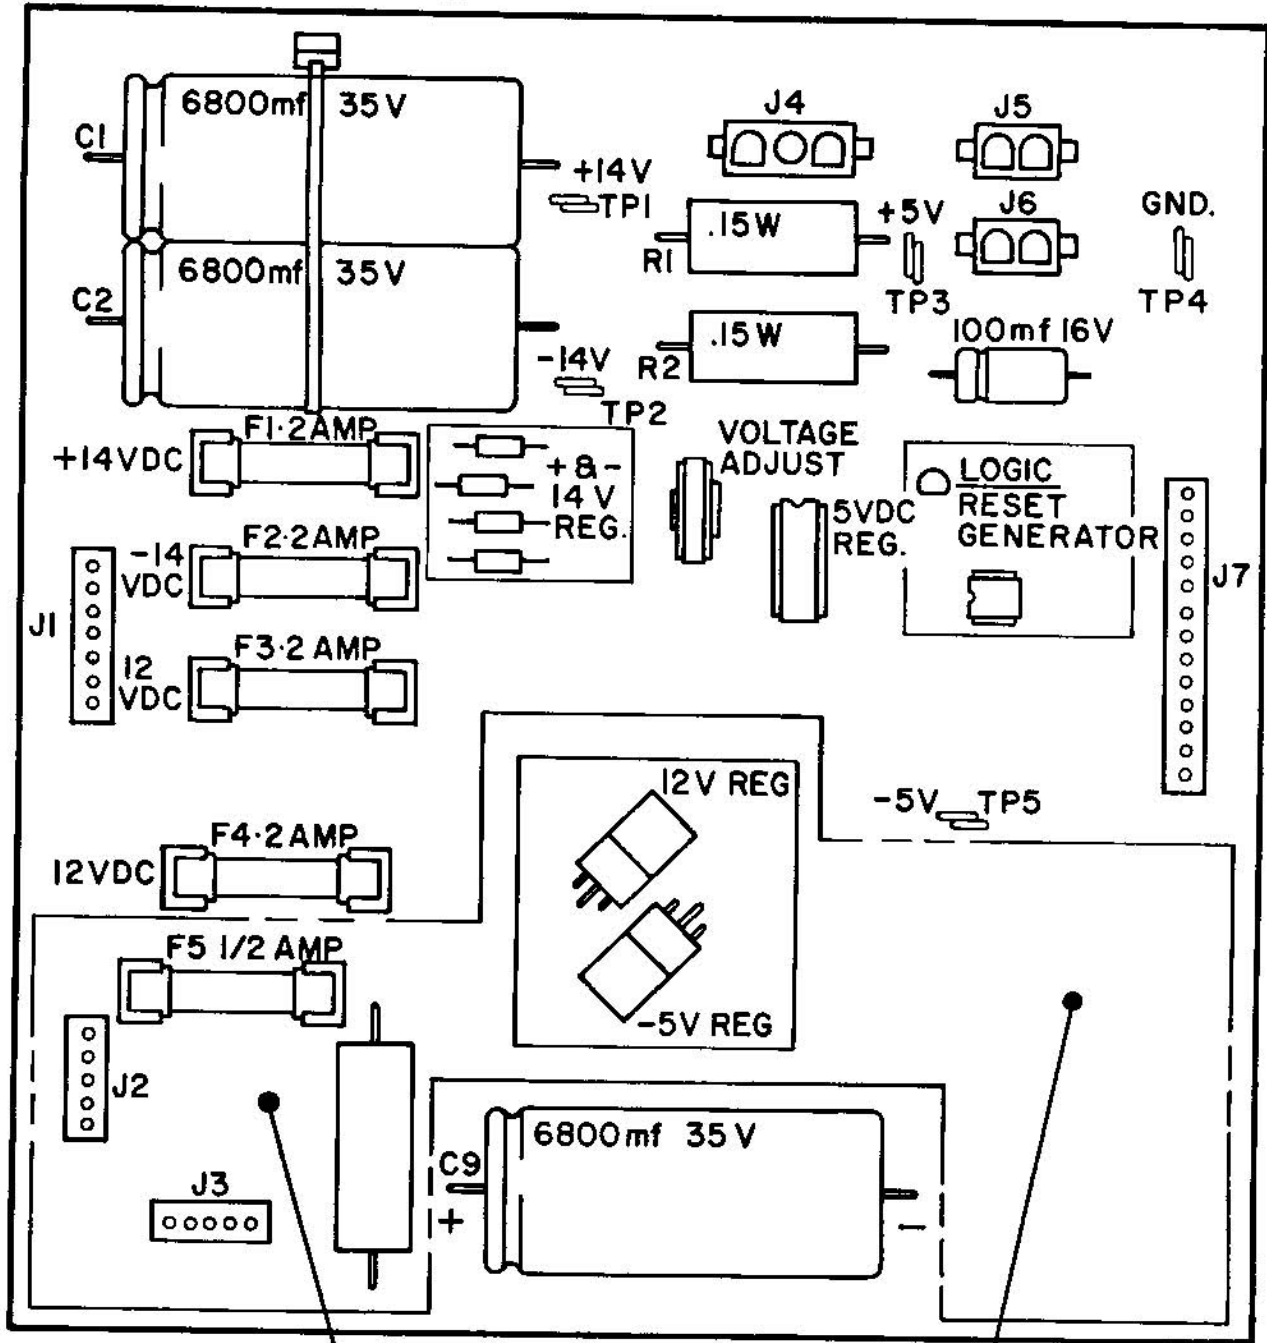 6800mf 35V
C1
+14V
TP1
J4
J5
.15W
R1
+5V
TP3
J6
GND.
TP4
6800mf 35V
C2
-14V
TP2
.15W
R2
100mf 16V
F1·2AMP
+14VDC
+&-
14V
REG.
VOLTAGE
ADJUST
5VDC
REG.
LOGIC
RESET
GENERATOR
J7
F2·2AMP
-14
VDC
J1
F3·2 AMP
12
VDC
12V REG
-5V REG
-5V TP5
F4·2AMP
12VDC
F5 1/2 AMP
J2
J3
6800mf 35V
C9
+
-